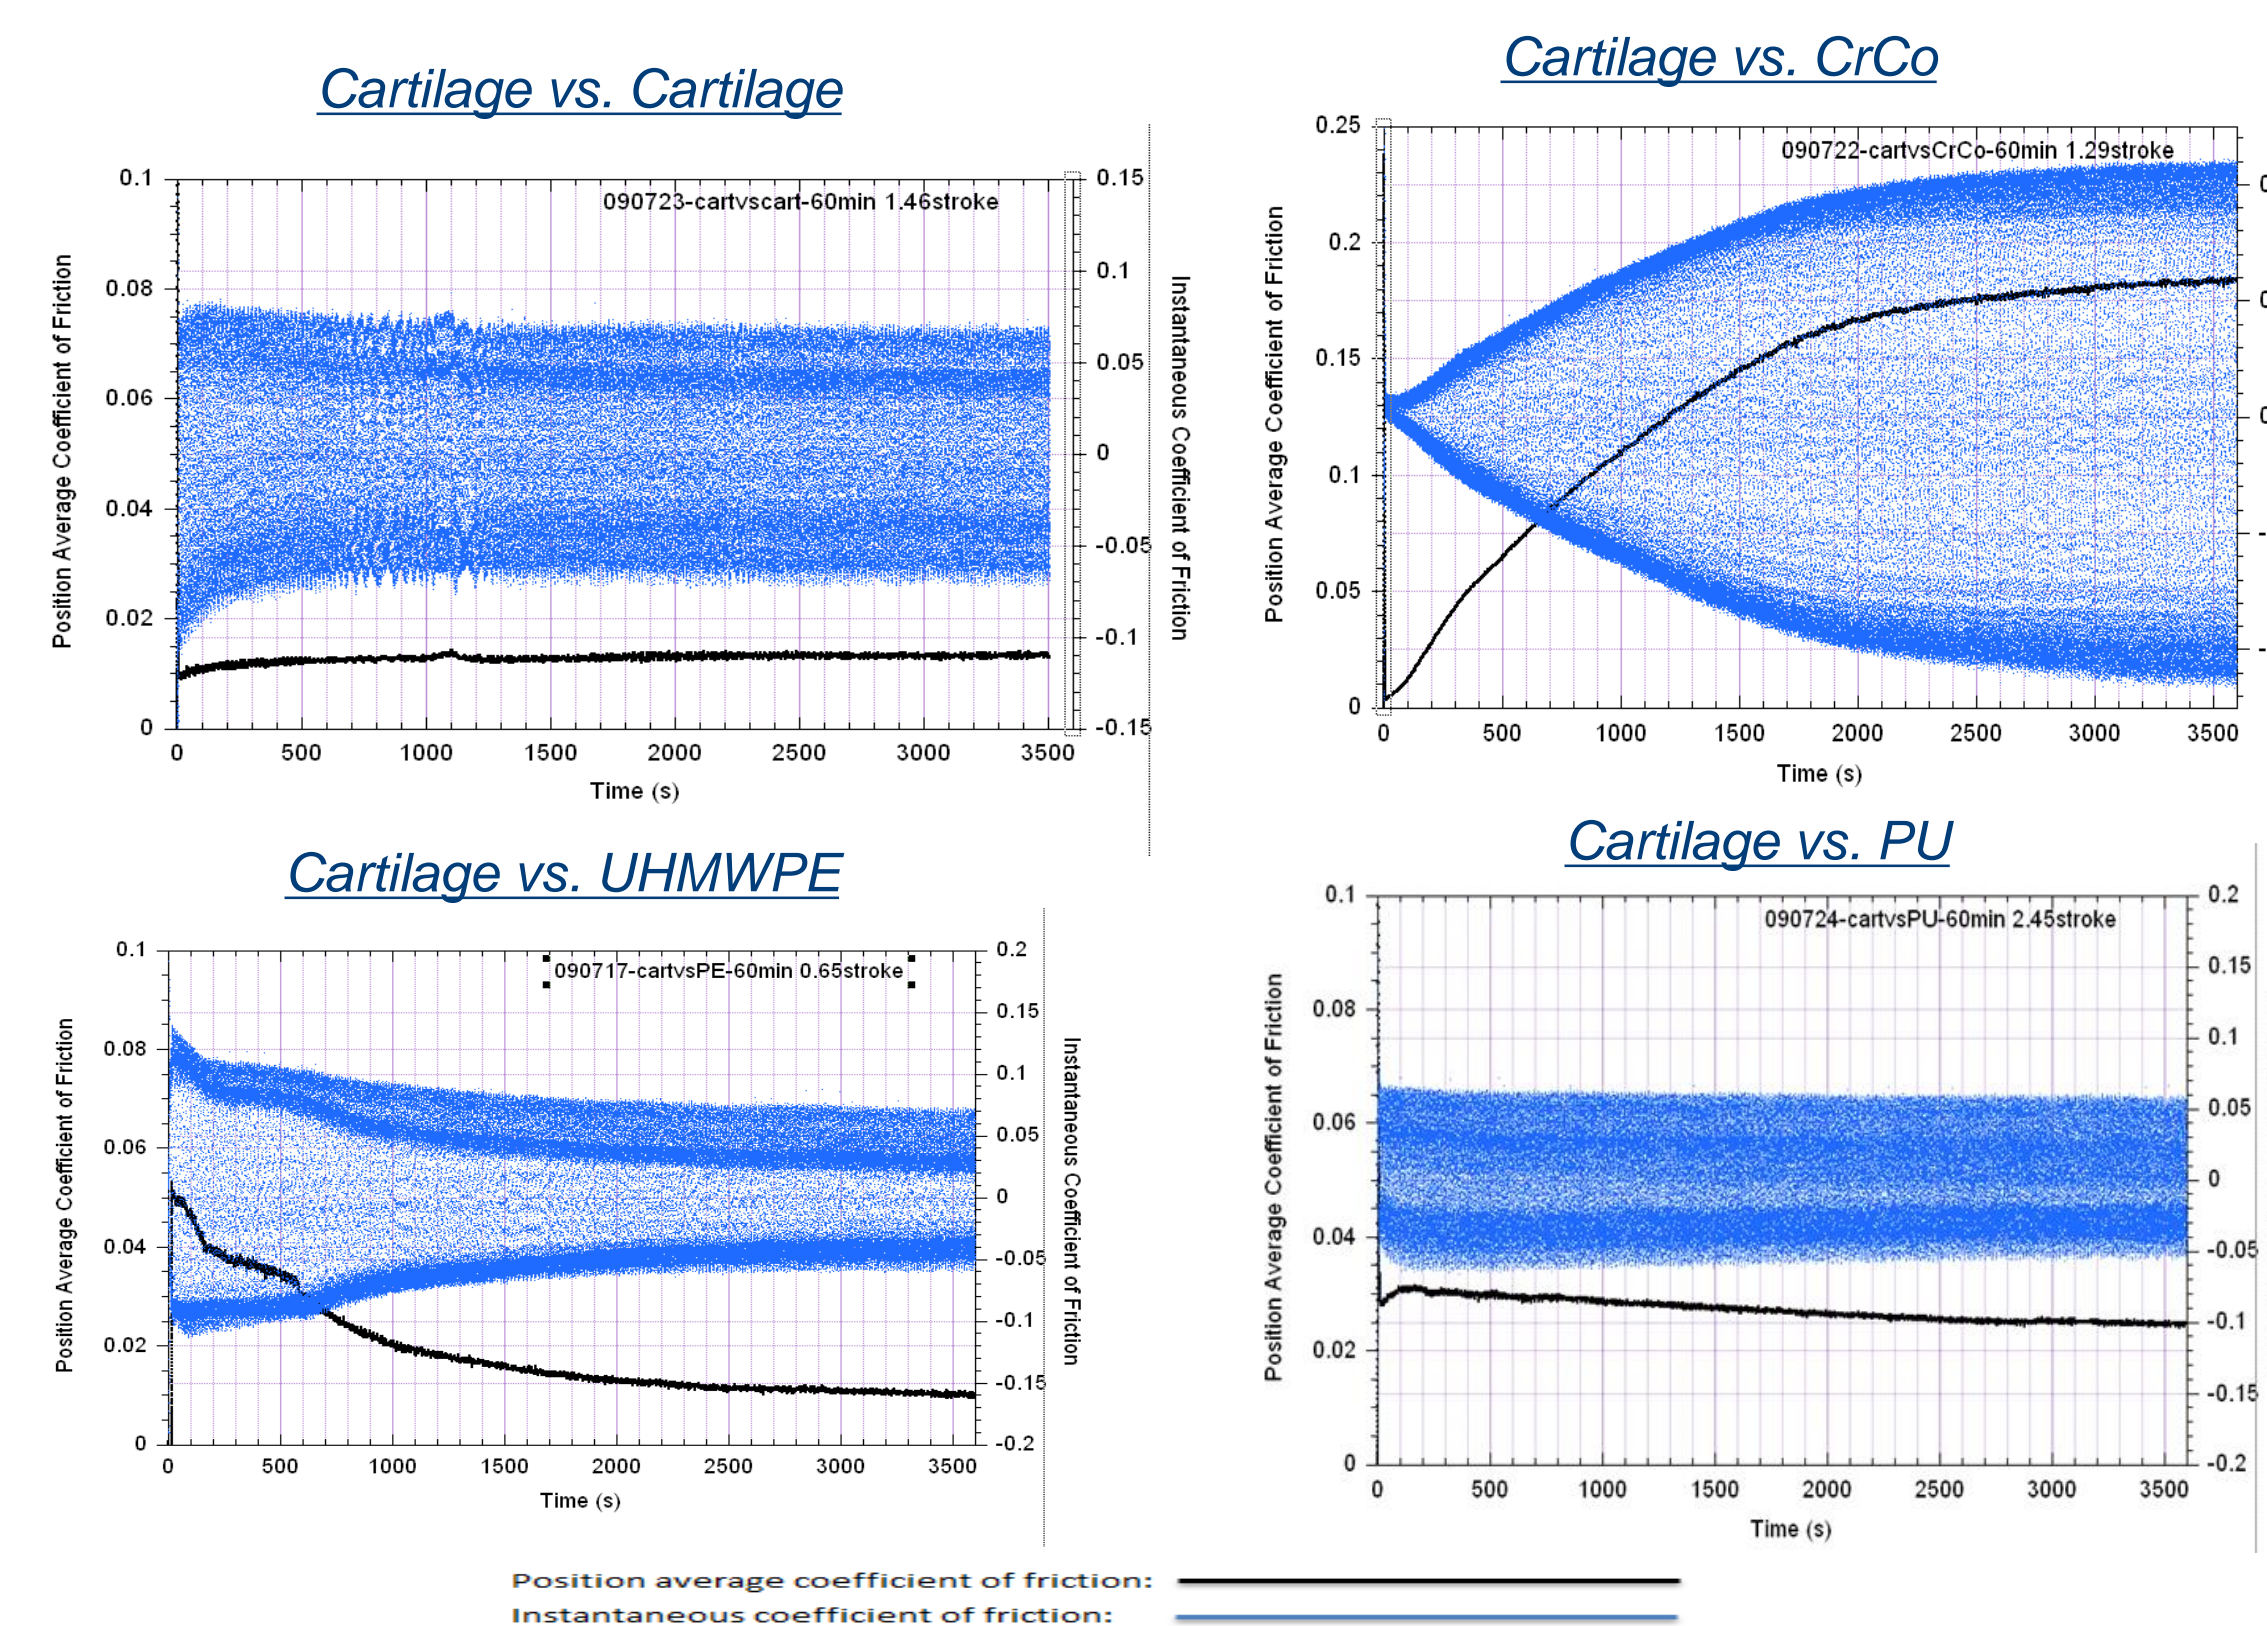 Cartilage vs. Cartilage
090723-cartvscart-60min 1.46stroke
Position Average Coefficient of Friction
0.1
0.08
0.06
0.04
0.02
0
0.15
0.1
0.05
0
-0.05
-0.1
-0.15
Instantaneous Coefficient of Friction
0 500 1000 1500 2000 2500 3000 3500
Time (s)
Cartilage vs. CrCo
090722-cartvsCrCo-60min 1.29stroke
Position Average Coefficient of Friction
0.25
0.2
0.15
0.1
0.05
0
0 500 1000 1500 2000 2500 3000 3500
Time (s)
Cartilage vs. UHMWPE
090717-cartvsPE-60min 0.65stroke
Position Average Coefficient of Friction
0.1
0.08
0.06
0.04
0.02
0
0.2
0.15
0.1
0.05
0
-0.05
-0.1
-0.15
-0.2
Instantaneous Coefficient of Friction
0 500 1000 1500 2000 2500 3000 3500
Time (s)
Cartilage vs. PU
090724-cartvsPU-60min 2.45stroke
Position Average Coefficient of Friction
0.1
0.08
0.06
0.04
0.02
0
0.2
0.15
0.1
0.05
0
-0.05
-0.1
-0.15
-0.2
0 500 1000 1500 2000 2500 3000 3500
Time (s)
Position average coefficient of friction:
Instantaneous coefficient of friction: